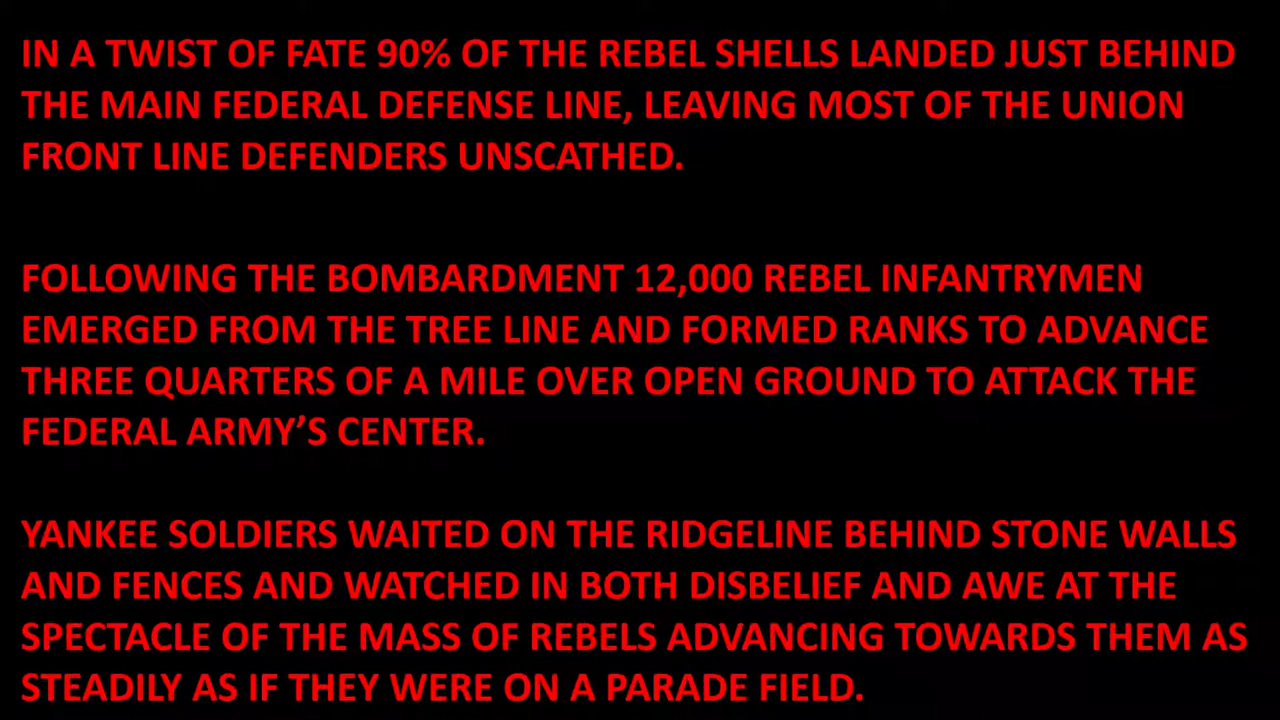 IN A TWIST OF FATE 90% OF THE REBEL SHELLS LANDED JUST BEHIND
THE MAIN FEDERAL DEFENSE LINE, LEAVING MOST OF THE UNION
FRONT LINE DEFENDERS UNSCATHED.
FOLLOWING THE BOMBARDMENT 12,000 REBEL INFANTRYMEN
EMERGED FROM THE TREE LINE AND FORMED RANKS TO ADVANCE
THREE QUARTERS OF A MILE OVER OPEN GROUND TO ATTACK THE
FEDERAL ARMY’S CENTER.
YANKEE SOLDIERS WAITED ON THE RIDGELINE BEHIND STONE WALLS
AND FENCES AND WATCHED IN BOTH DISBELIEF AND AWE AT THE
SPECTACLE OF THE MASS OF REBELS ADVANCING TOWARDS THEM AS
STEADILY AS IF THEY WERE ON A PARADE FIELD.